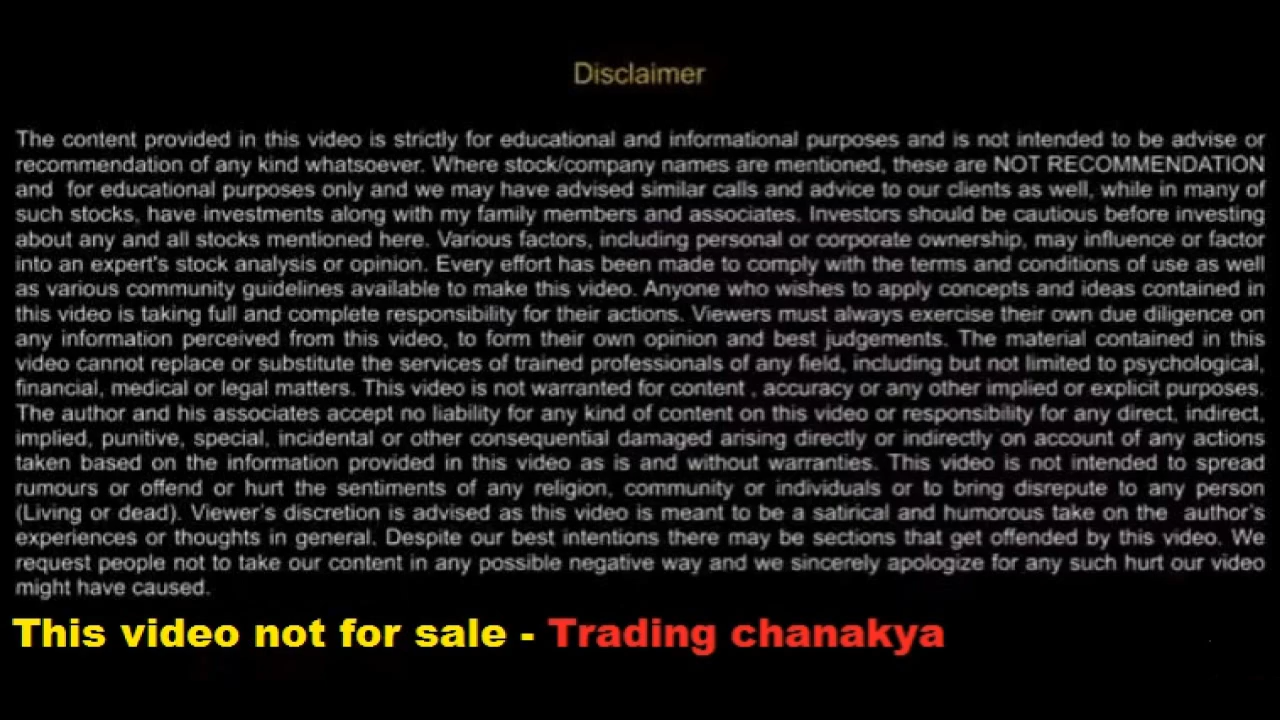 Disclaimer
The content provided in this video is strictly for educational and informational purposes and is not intended to be advise or
recommendation of any kind whatsoever. Where stock/company names are mentioned, these are NOT RECOMMENDATION
and for educational purposes only and we may have advised similar calls and advice to our clients as well, while in many of
such stocks, have investments along with my family members and associates. Investors should be cautious before investing
about any and all stocks mentioned here. Various factors, including personal or corporate ownership, may influence or factor
into an expert's stock analysis or opinion. Every effort has been made to comply with the terms and conditions of use as well
as various community guidelines available to make this video. Anyone who wishes to apply concepts and ideas contained in
this video is taking full and complete responsibility for their actions. Viewers must always exercise their own due diligence on
any information perceived from this video, to form their own opinion and best judgements. The material contained in this
video cannot replace or substitute the services of trained professionals of any field, including but not limited to psychological,
financial, medical or legal matters. This video is not warranted for content , accuracy or any other implied or explicit purposes.
The author and his associates accept no liability for any kind of content on this video or responsibility for any direct, indirect,
implied, punitive, special, incidental or other consequential damaged arising directly or indirectly on account of any actions
taken based on the information provided in this video as is and without warranties. This video is not intended to spread
rumours or offend or hurt the sentiments of any religion, community or individuals or to bring disrepute to any person
(Living or dead). Viewer's discretion is advised as this video is meant to be a satirical and humorous take on the author's
experiences or thoughts in general. Despite our best intentions there may be sections that get offended by this video. We
request people not to take our content in any possible negative way and we sincerely apologize for any such hurt our video
might have caused.
This video not for sale - Trading chanakya